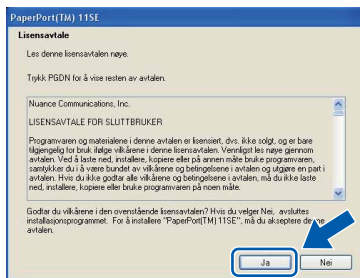 PaperPort(TM) 11SE
Lisensavtale
Les denne lisensavtalen nøye.
Trykk PGDN for å vise resten av avtalen.
Nuance Communications, Inc.
LISENSAVTALE FOR SLUTTBRUKER
Programvaren og materialene i denne avtalen er lisensiert, dvs. ikke solgt, og er bare
tilgjengelig for bruk ifølge vilkårene i denne lisensavtalen. Vennligst les nøye gjennom
avtalen. Ved å laste ned, installere, kopiere eller på annen måte bruke programvaren,
samtykker du i å være bundet av vilkårene og betingelsene i avtalen og utgjøre en part i
avtalen. Hvis du ikke godtar alle vilkårene og betingelsene i avtalen, må du ikke laste
ned, installere, kopiere eller bruke programvaren på noen måte.
Godtar du vilkårene i den ovenstående lisensavtalen? Hvis du velger Nei, avsluttes
installasjonsprogrammet. For å installere "PaperPort(TM) 11SE", må du akseptere denne
avtalen.
Ja
Nei